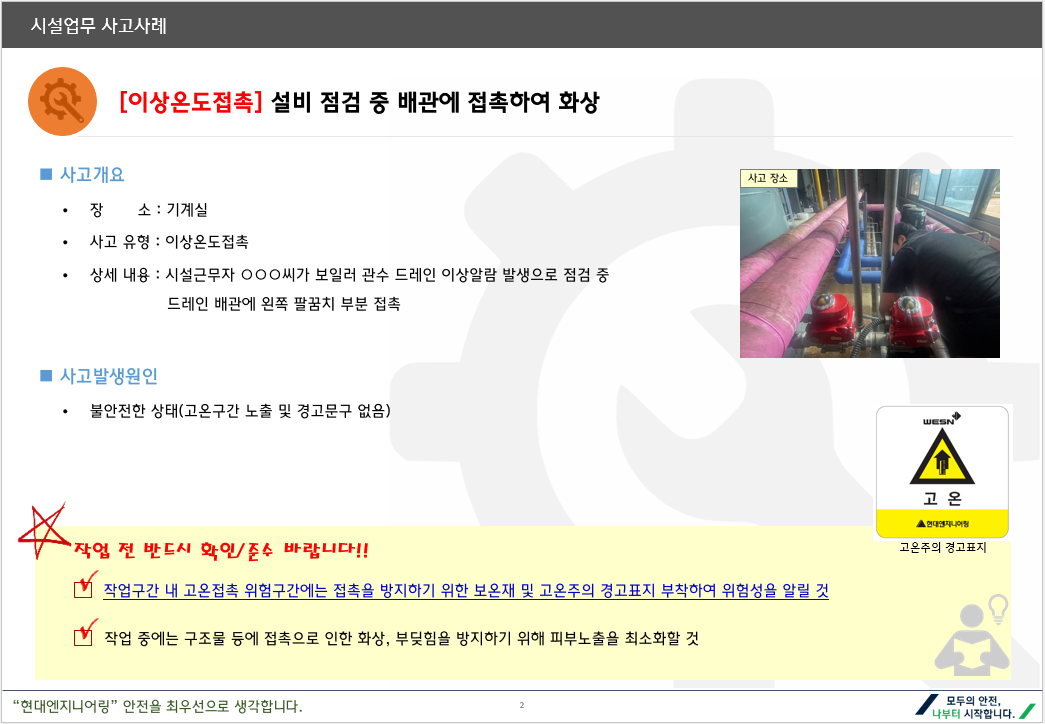 시설업무 사고사례
[이상온도접촉] 설비 점검 중 배관에 접촉하여 화상
■ 사고개요
• 장 소 : 기계실
• 사고 유형 : 이상온도접촉
• 상세 내용 : 시설근무자 ○○○씨가 보일러 관수 드레인 이상알람 발생으로 점검 중
드레인 배관에 왼쪽 팔꿈치 부분 접촉
사고 장소
■ 사고발생원인
• 불안전한 상태(고온구간 노출 및 경고문구 없음)
WESN
고 온
현대엔지니어링
고온주의 경고표지
작업 전 반드시 확인/준수 바랍니다!!
작업구간 내 고온접촉 위험구간에는 접촉을 방지하기 위한 보온재 및 고온주의 경고표지 부착하여 위험성을 알릴 것
작업 중에는 구조물 등에 접촉으로 인한 화상, 부딪힘을 방지하기 위해 피부노출을 최소화할 것
“현대엔지니어링” 안전을 최우선으로 생각합니다.
2
모두의 안전,
나부터 시작합니다.